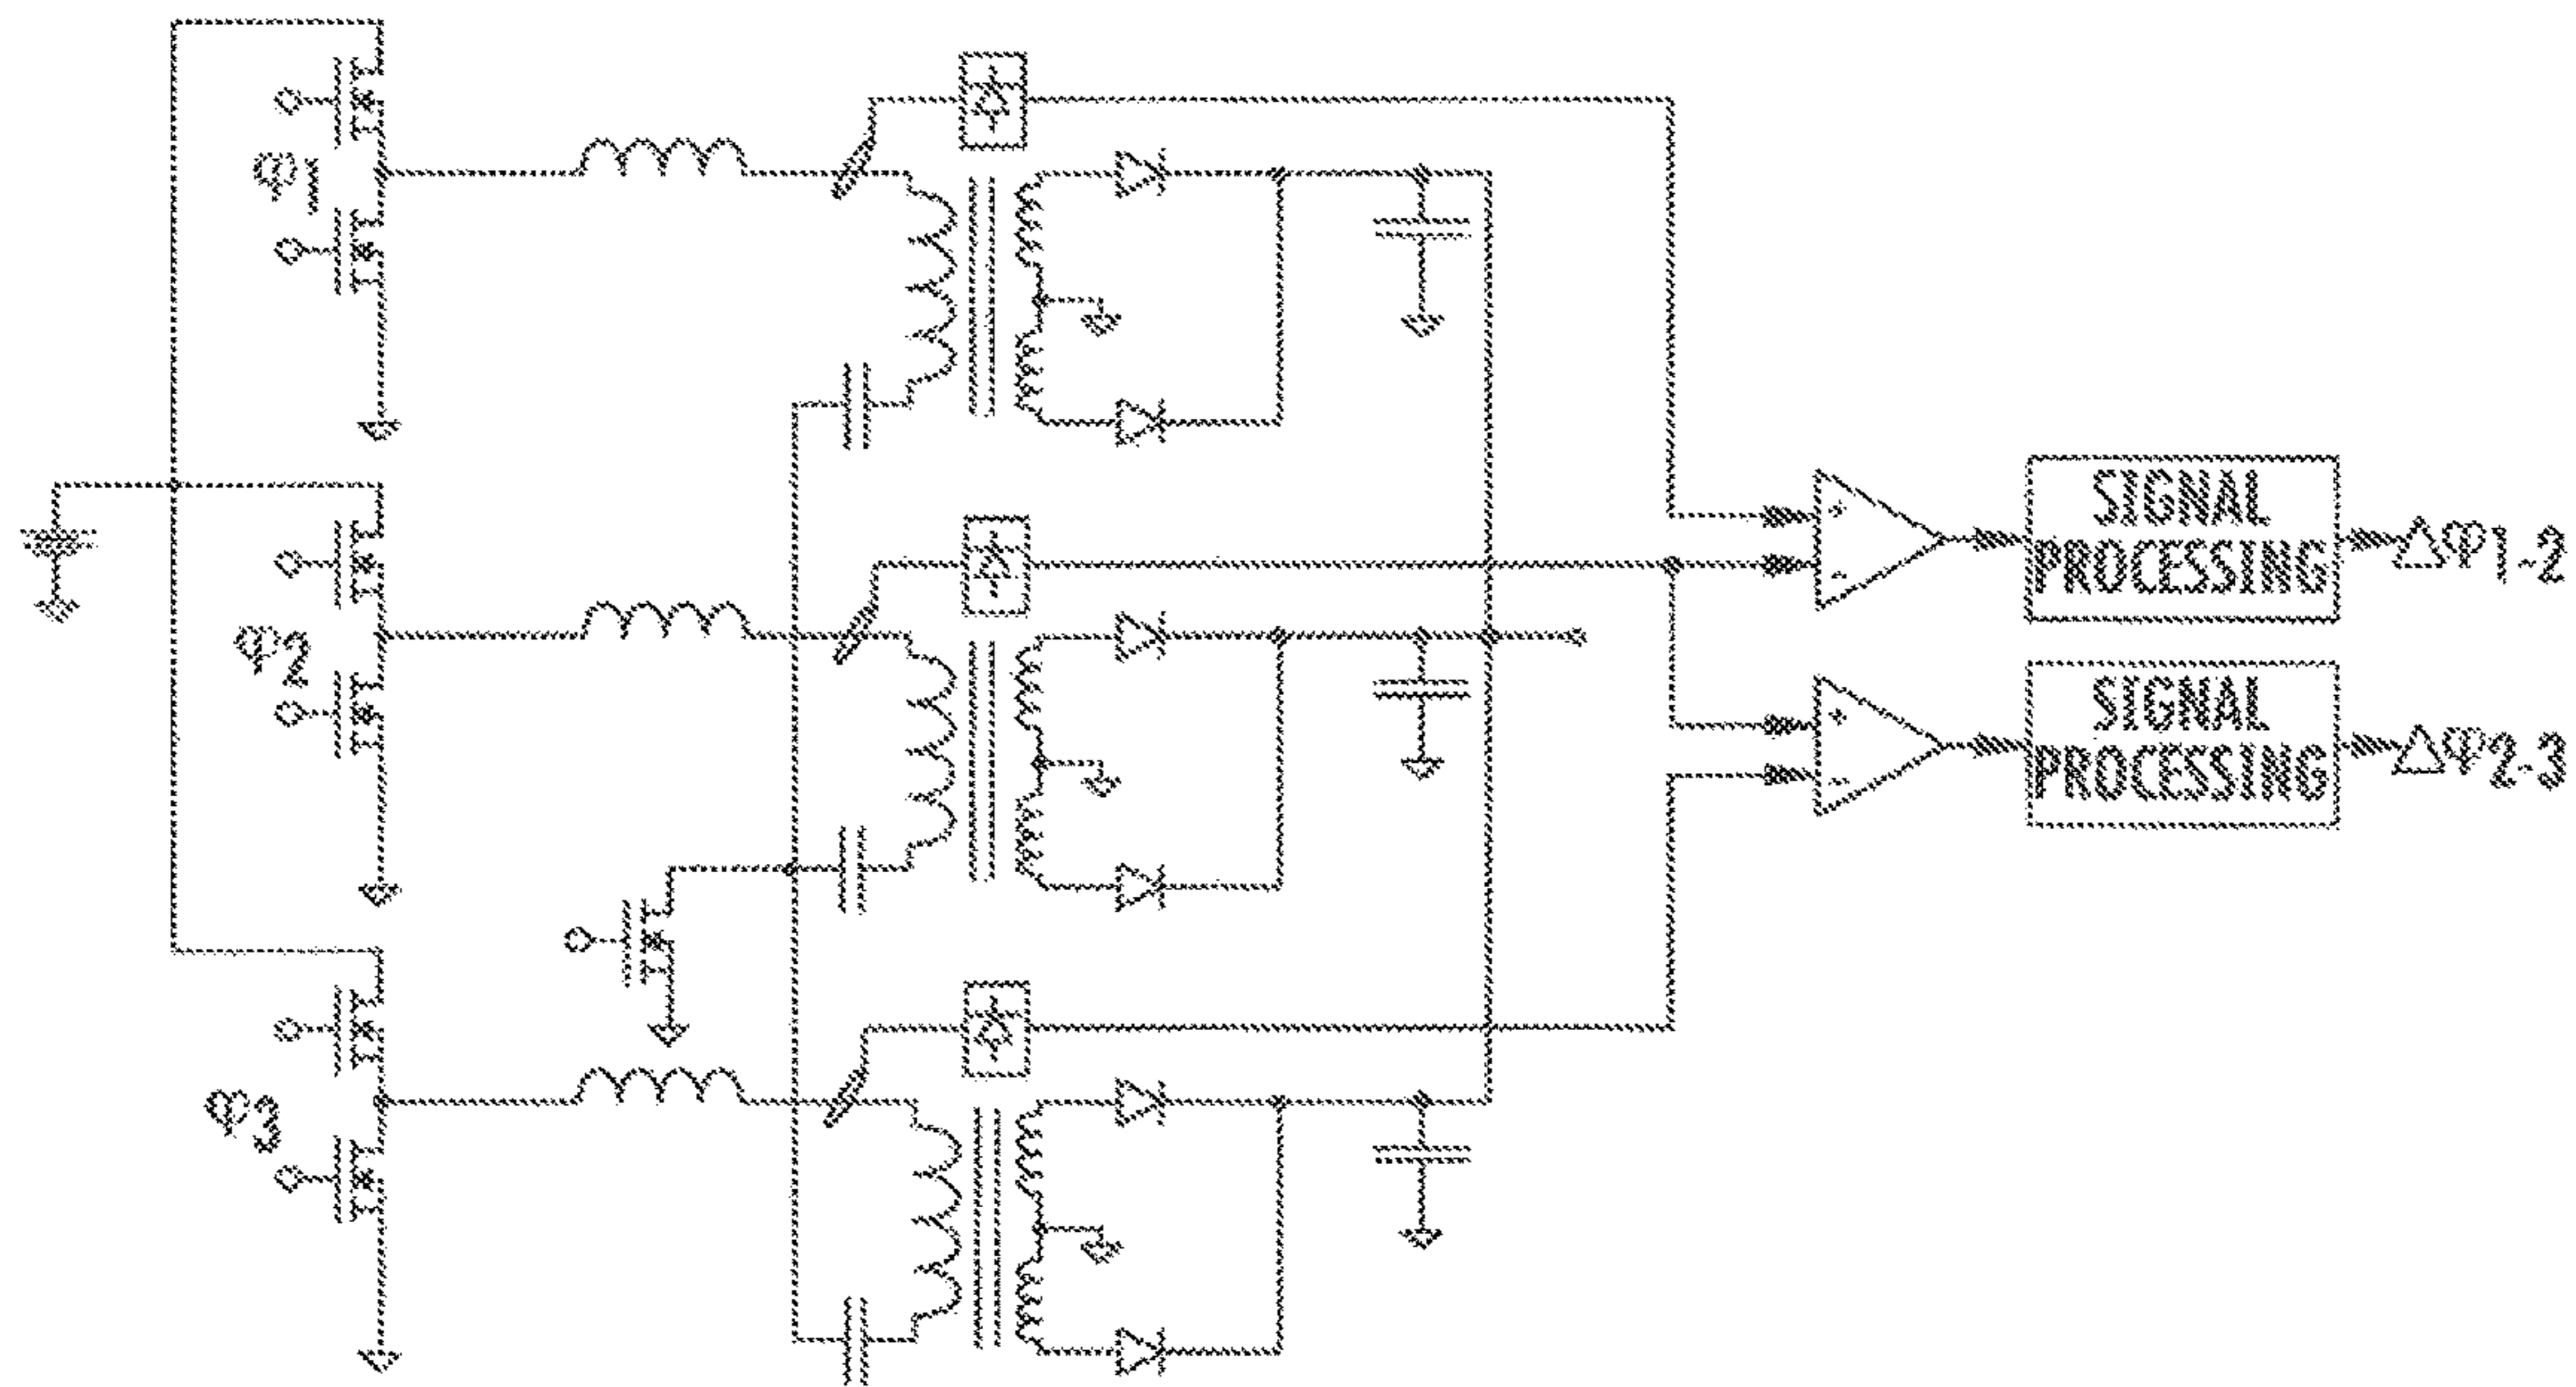 φ1
SIGNAL
PROCESSING
Δφ1-2
φ2
SIGNAL
PROCESSING
Δφ2-3
φ3